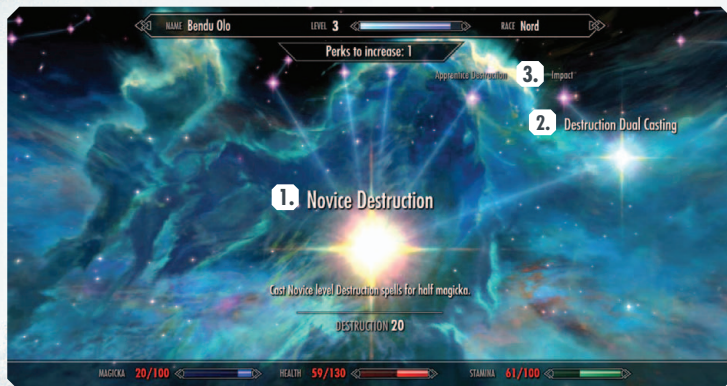 NAME Bendu Olo LEVEL 3 RACE Nord
Perks to increase: 1
Apprentice Destruction 3. Impact
2. Destruction Dual Casting
1. Novice Destruction
Cast Novice level Destruction spells for half magicka.
DESTRUCTION 20
MAGICKA 20/100 HEALTH 59/130 STAMINA 61/100